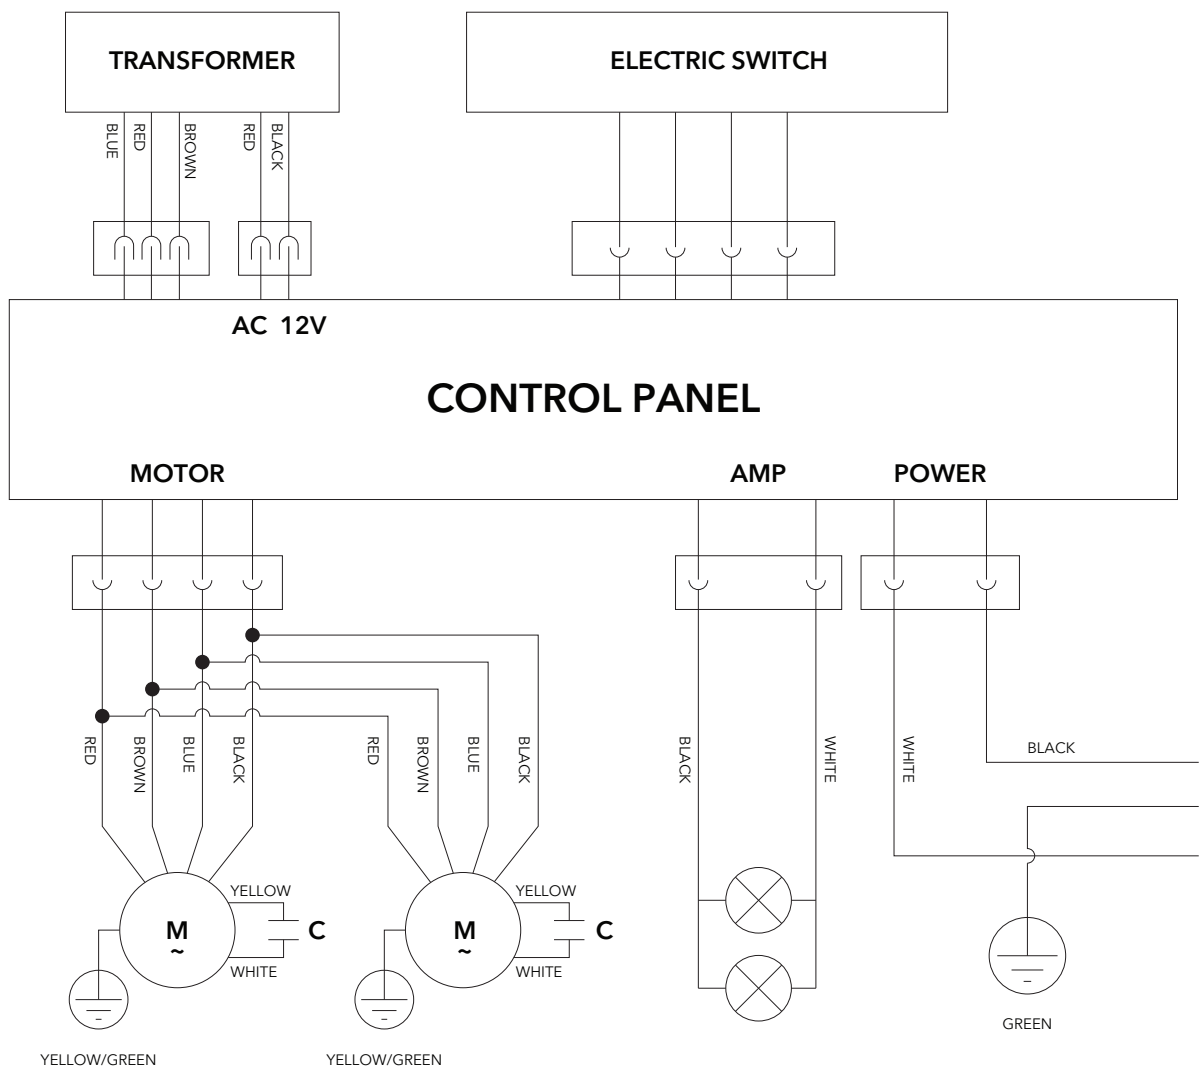 TRANSFORMER
ELECTRIC SWITCH
BLUE
RED
BROWN
RED
BLACK
AC 12V
CONTROL PANEL
MOTOR
AMP
POWER
RED
BROWN
BLUE
BLACK
RED
BROWN
BLUE
BLACK
BLACK
WHITE
WHITE
BLACK
YELLOW
M
~
C
WHITE
YELLOW
M
~
C
WHITE
GREEN
YELLOW/GREEN
YELLOW/GREEN